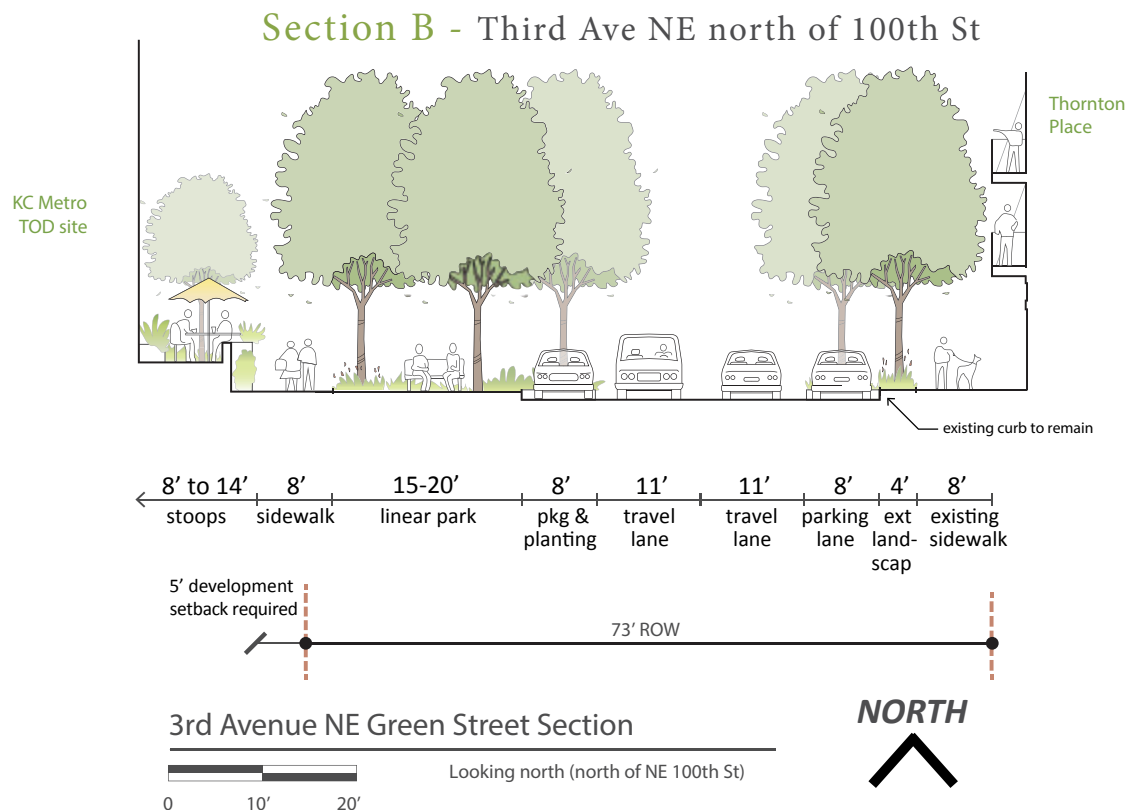 Section B - Third Ave NE north of 100th St
Thornton
Place
KC Metro
TOD site
existing curb to remain
8’ to 14’ 8’ 15-20’ 8’ 11’ 11’ 8’ 4’ 8’
stoops sidewalk linear park pkg & travel travel parking ext existing
planting lane lane lane land- sidewalk
scap
5’ development
setback required
73’ ROW
3rd Avenue NE Green Street Section
NORTH
Looking north (north of NE 100th St)
0 10’ 20’